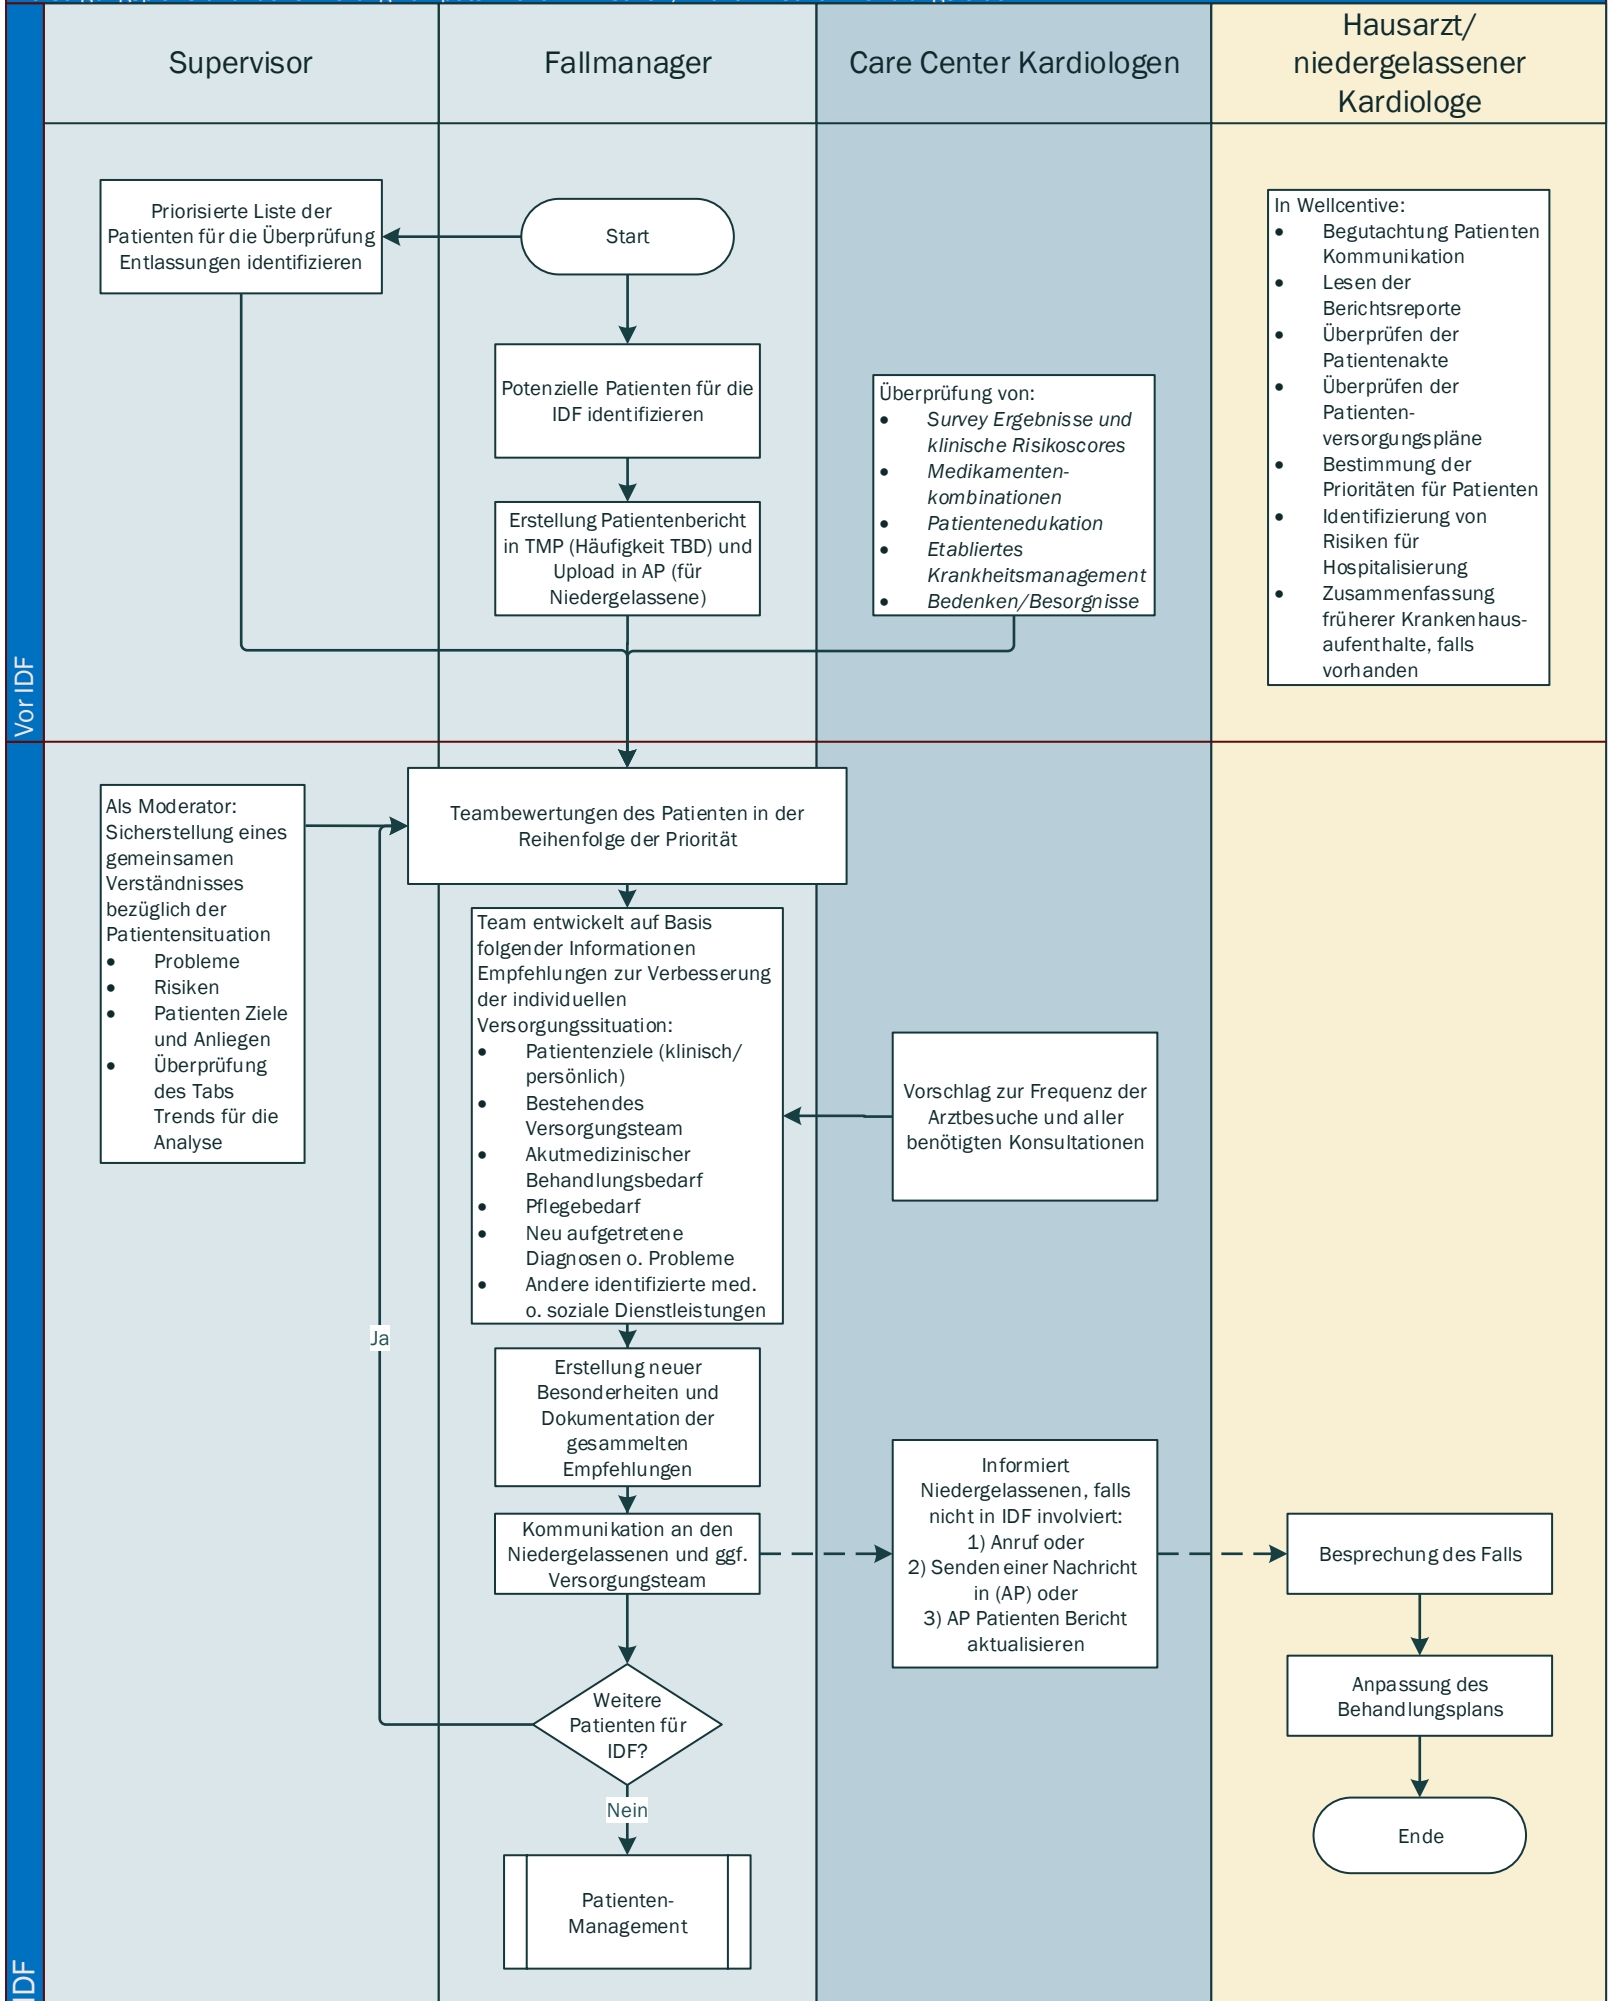 Supervisor
Fallmanager
Care Center Kardiologen
Hausarzt/
niedergelassener
Kardiologe
Vor IDF
Priorisierte Liste der
Patienten für die Überprüfung
Entlassungen identifizieren
Start
Potenzielle Patienten für die
IDF identifizieren
Erstellung Patientenbericht
in TMP (Häufigkeit TBD) und
Upload in AP (für
Niedergelassene)
Überprüfung von:
• Survey Ergebnisse und
klinische Risikoscores
• Medikamenten-
kombinationen
• Patientenedukation
• Etabliertes
Krankheitsmanagement
• Bedenken/Besorgnisse
In Wellcentive:
• Begutachtung Patienten
Kommunikation
• Lesen der
Berichtsreporte
• Überprüfen der
Patientenakte
• Überprüfen der
Patienten-
versorgungspläne
• Bestimmung der
Prioritäten für Patienten
• Identifizierung von
Risiken für
Hospitalisierung
• Zusammenfassung
früherer Krankenhaus-
aufenthalte, falls
vorhanden
IDF
Als Moderator:
Sicherstellung eines
gemeinsamen
Verständnisses
bezüglich der
Patientensituation
• Probleme
• Risiken
• Patienten Ziele
und Anliegen
• Überprüfung
des Tabs
Trends für die
Analyse
Teambewertungen des Patienten in der
Reihenfolge der Priorität
Team entwickelt auf Basis
folgender Informationen
Empfehlungen zur Verbesserung
der individuellen
Versorgungssituation:
• Patientenziele (klinisch/
persönlich)
• Bestehendes
Versorgungsteam
• Akutmedizinischer
Behandlungsbedarf
• Pflegebedarf
• Neu aufgetretene
Diagnosen o. Probleme
• Andere identifizierte med.
o. soziale Dienstleistungen
Vorschlag zur Frequenz der
Arztbesuche und aller
benötigten Konsultationen
Ja
Erstellung neuer
Besonderheiten und
Dokumentation der
gesammelten
Empfehlungen
Kommunikation an den
Niedergelassenen und ggf.
Versorgungsteam
Informiert
Niedergelassenen, falls
nicht in IDF involviert:
1) Anruf oder
2) Senden einer Nachricht
in (AP) oder
3) AP Patienten Bericht
aktualisieren
Besprechung des Falls
Anpassung des
Behandlungsplans
Ende
Weitere
Patienten für
IDF?
Nein
Patienten-
Management